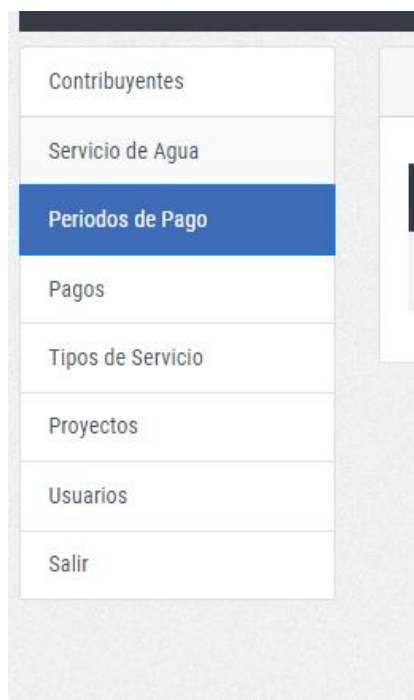 Contribuyentes
Servicio de Agua
Periodos de Pago
Pagos
Tipos de Servicio
Proyectos
Usuarios
Salir